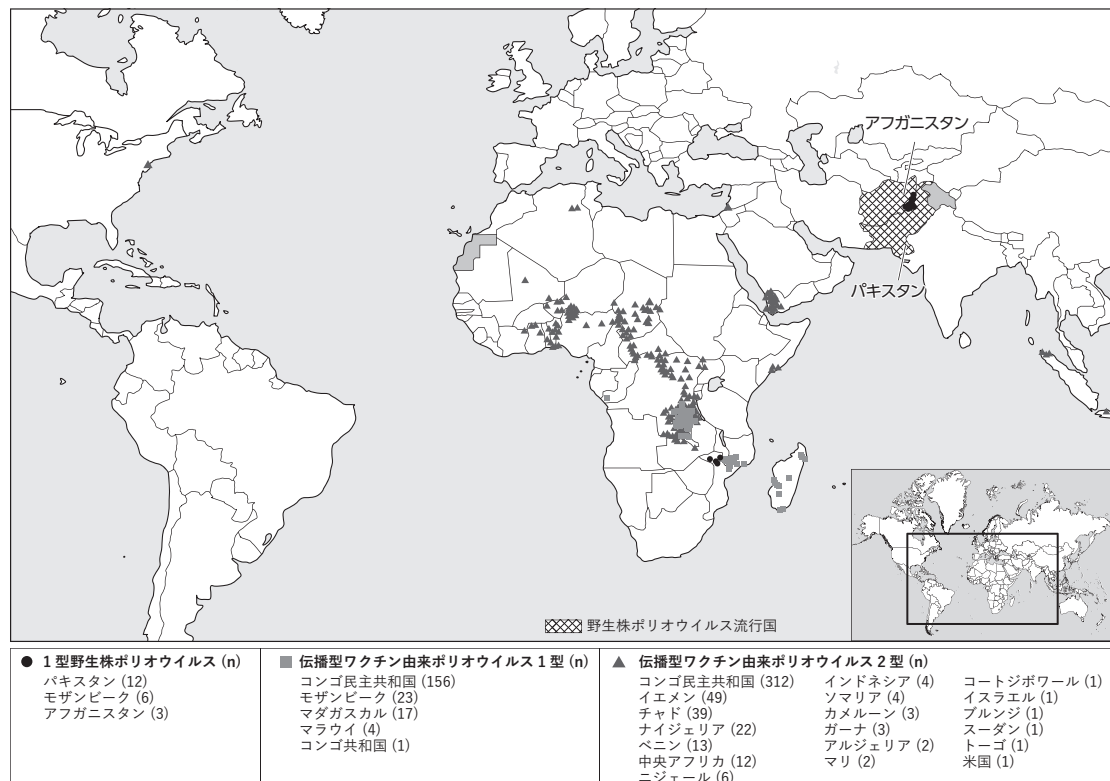 アフガニスタン
パキスタン
野生株ポリオウイルス流行国
● 1型野生株ポリオウイルス (n)
パキスタン (12)
モザンビーク (6)
アフガニスタン (3)
■ 伝播型ワクチン由来ポリオウイルス1型 (n)
コンゴ民主共和国 (156)
モザンビーク (23)
マダガスカル (17)
マラウイ (4)
コンゴ共和国 (1)
▲ 伝播型ワクチン由来ポリオウイルス2型 (n)
コンゴ民主共和国 (312)
イエメン (49)
チャド (39)
ナイジェリア (22)
ベニン (13)
中央アフリカ (12)
ニジェール (6)
インドネシア (4)
ソマリア (4)
カメルーン (3)
ガーナ (3)
アルジェリア (2)
マリ (2)
コートジボワール (1)
イスラエル (1)
ブルンジ (1)
スーダン (1)
トーゴ (1)
米国 (1)